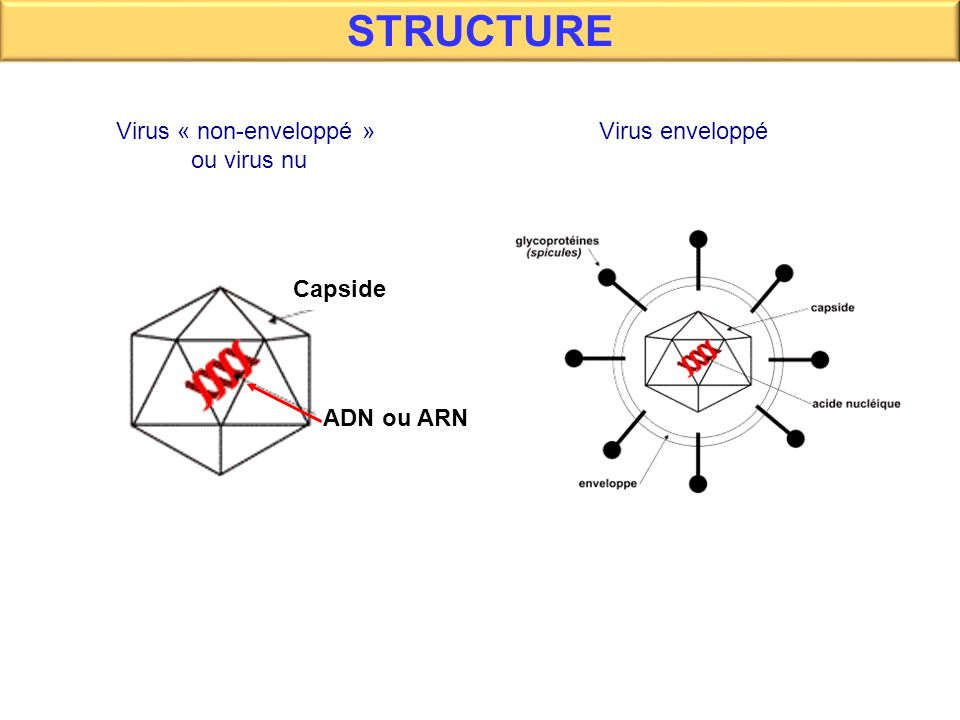 STRUCTURE
Virus « non-enveloppé »
ou virus nu
Capside
ADN ou ARN
Virus enveloppé
glycoprotéines
(spicules)
capside
acide nucléique
enveloppe